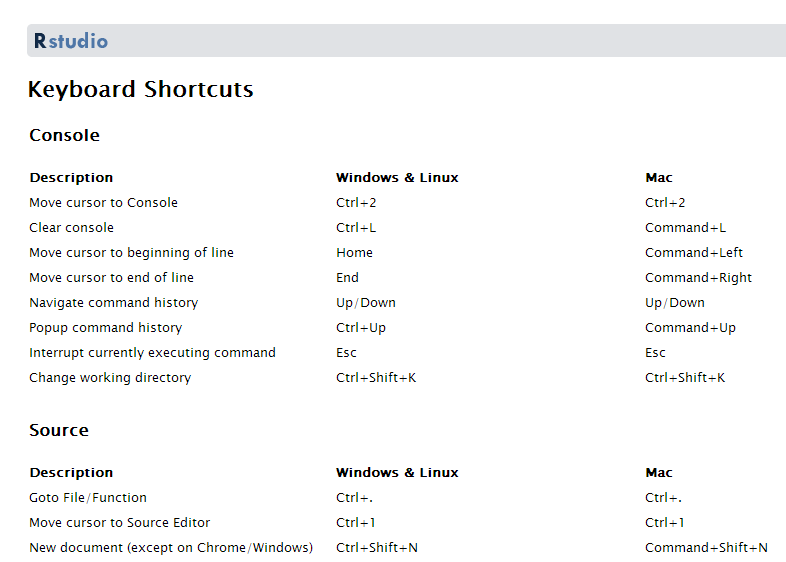 Rstudio
Keyboard Shortcuts
Console
Description Windows & Linux Mac
Move cursor to Console Ctrl+2 Ctrl+2
Clear console Ctrl+L Command+L
Move cursor to beginning of line Home Command+Left
Move cursor to end of line End Command+Right
Navigate command history Up/Down Up/Down
Popup command history Ctrl+Up Command+Up
Interrupt currently executing command Esc Esc
Change working directory Ctrl+Shift+K Ctrl+Shift+K
Source
Description Windows & Linux Mac
Goto File/Function Ctrl+. Ctrl+.
Move cursor to Source Editor Ctrl+1 Ctrl+1
New document (except on Chrome/Windows) Ctrl+Shift+N Command+Shift+N